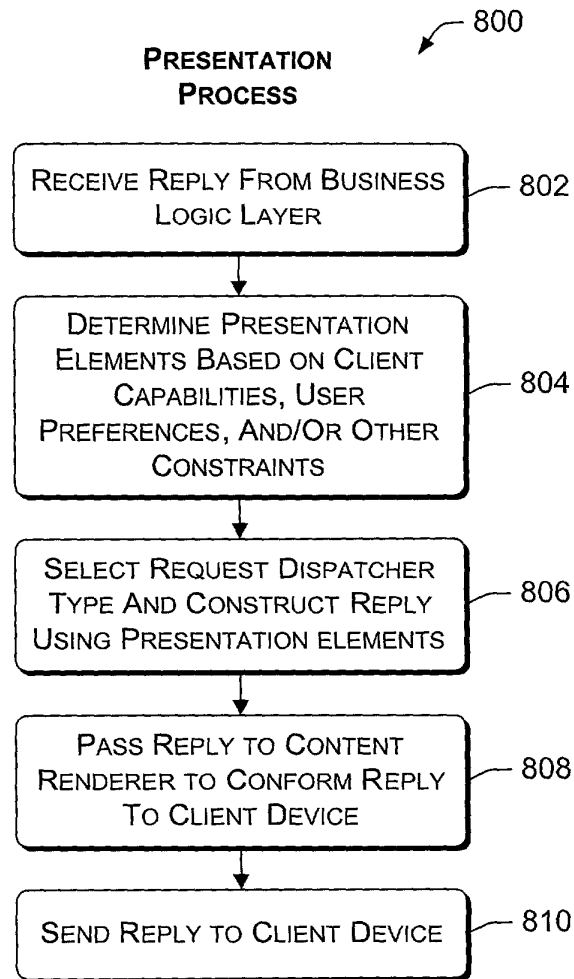 800
PRESENTATION
PROCESS
RECEIVE REPLY FROM BUSINESS
LOGIC LAYER
802
DETERMINE PRESENTATION
ELEMENTS BASED ON CLIENT
CAPABILITIES, USER
PREFERENCES, AND/OR OTHER
CONSTRAINTS
804
SELECT REQUEST DISPATCHER
TYPE AND CONSTRUCT REPLY
USING PRESENTATION ELEMENTS
806
PASS REPLY TO CONTENT
RENDERER TO CONFORM REPLY
TO CLIENT DEVICE
808
SEND REPLY TO CLIENT DEVICE
810